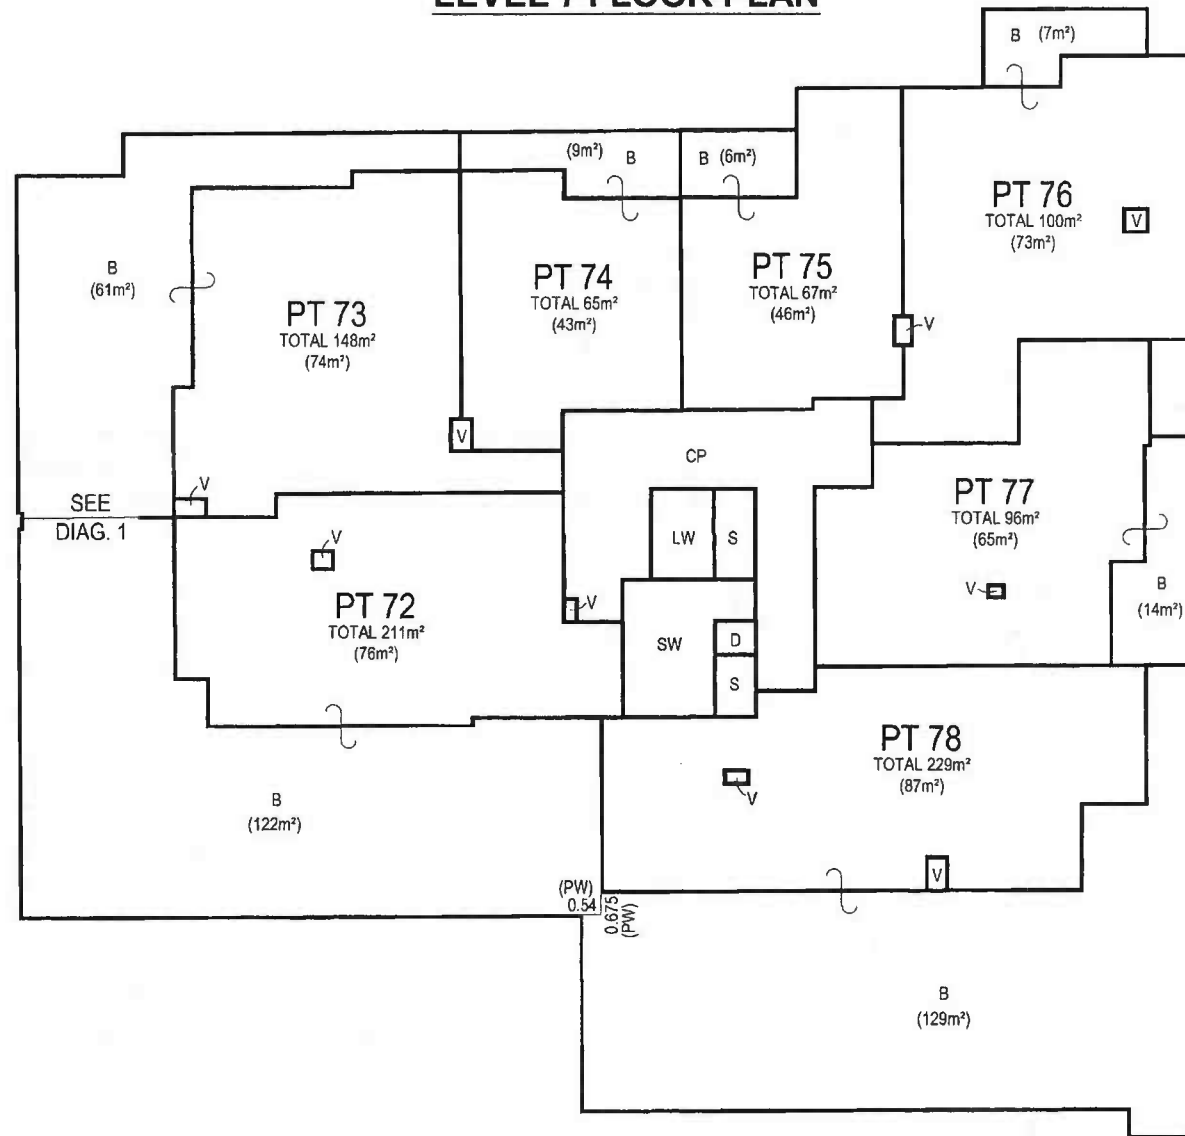 LEVEL 7 FLOOR PLAN
B (7m²)
(9m²) B
B (6m²)
PT 76
TOTAL 100m²
(73m²)
V
B
(61m²)
PT 74
TOTAL 65m²
(43m²)
PT 75
TOTAL 67m²
(46m²)
PT 73
TOTAL 148m²
(74m²)
V
V
CP
V
SEE
DIAG. 1
PT 77
TOTAL 96m²
(65m²)
LW
S
V
V
V
B
(14m²)
PT 72
TOTAL 211m²
(76m²)
SW
D
S
PT 78
TOTAL 229m²
(87m²)
V
B
(122m²)
V
(PW)
0.54
0.675
(PW)
B
(129m²)